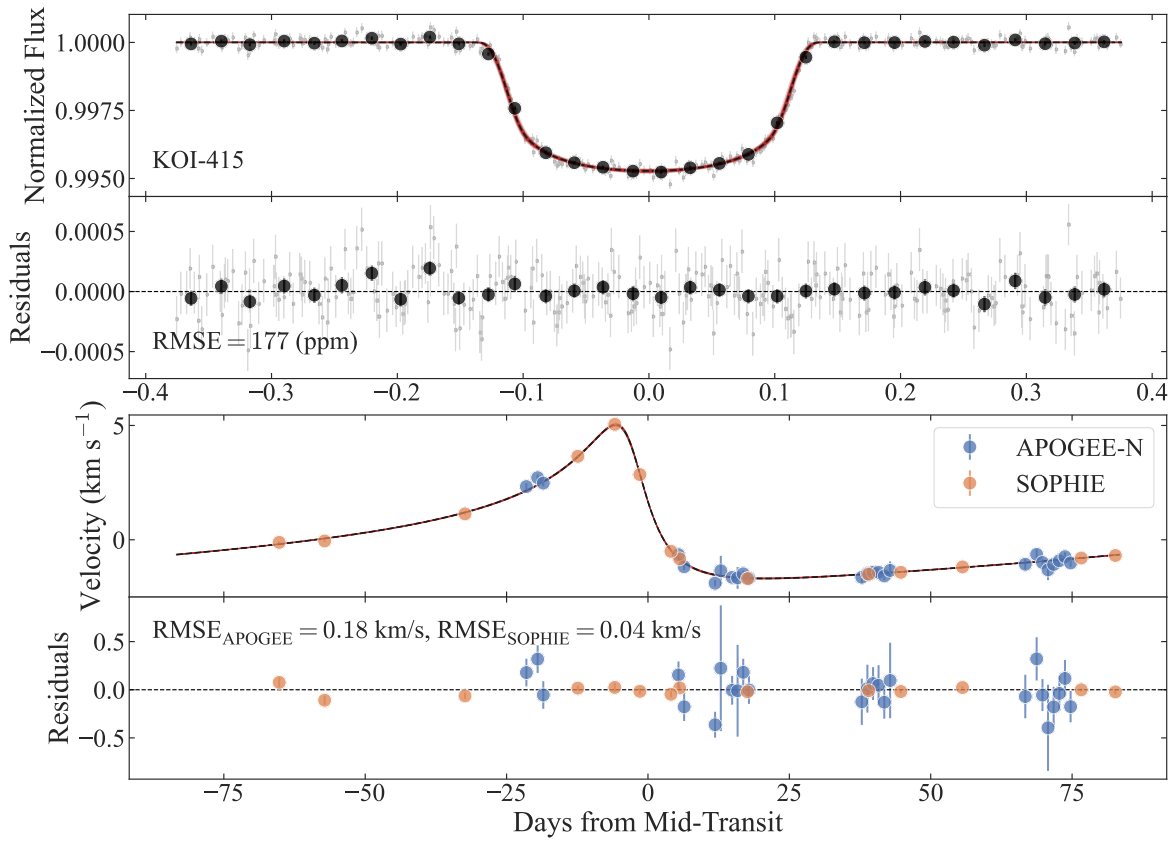 Normalized Flux
1.0000
0.9975
0.9950
KOI-415
Residuals
0.0005
0.0000
−0.0005
RMSE = 177 (ppm)
−0.4 −0.3 −0.2 −0.1 0.0 0.1 0.2 0.3 0.4
Velocity (km s⁻¹)
5
0
APOGEE-N
SOPHIE
Residuals
0.5
0.0
−0.5
RMSE_APOGEE = 0.18 km/s, RMSE_SOPHIE = 0.04 km/s
−75 −50 −25 0 25 50 75
Days from Mid-Transit